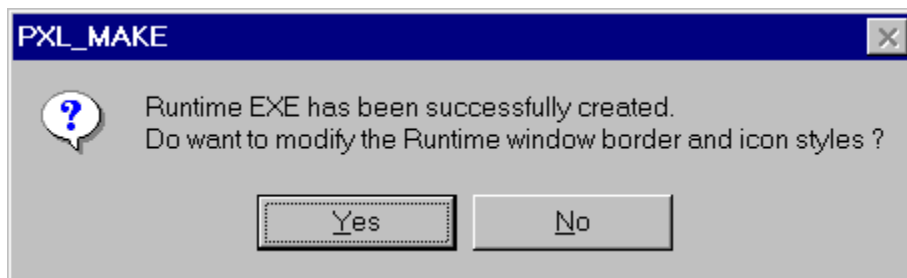 PXL_MAKE
Runtime EXE has been successfully created.
Do want to modify the Runtime window border and icon styles ?
Yes
No